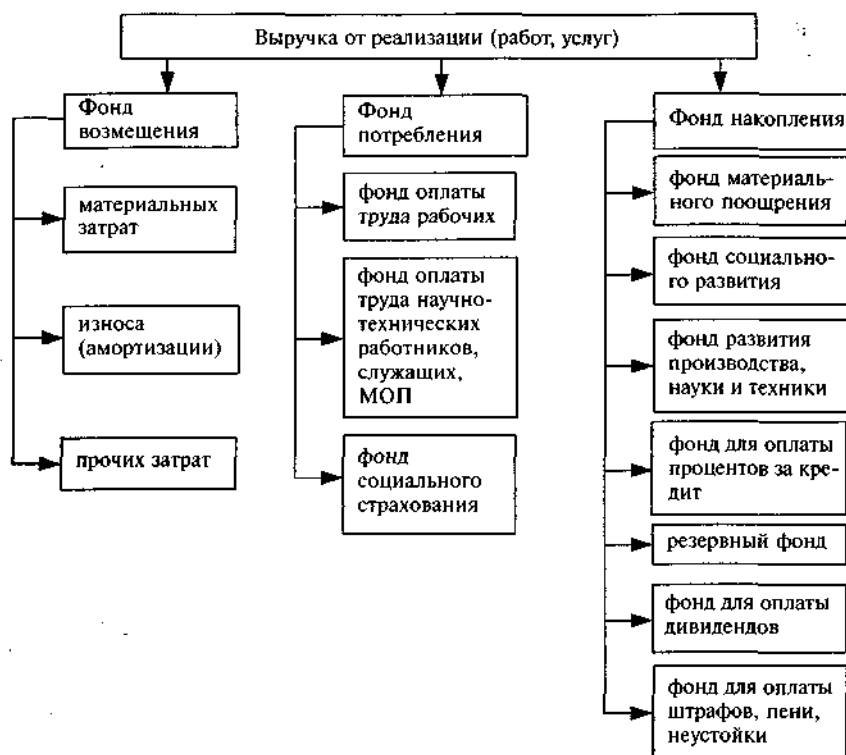 Выручка от реализации (работ, услуг)
Фонд
возмещения
материальных
затрат
износа
(амортизации)
прочих затрат
Фонд
потребления
фонд оплаты
труда рабочих
фонд оплаты
труда научно-
технических
работников,
служащих,
МОП
фонд
социального
страхования
Фонд накопления
фонд материаль-
ного поощрения
фонд социально-
го развития
фонд развития
производства,
науки и техники
фонд для оплаты
процентов за кре-
дит
резервный фонд
фонд для оплаты
дивидендов
фонд для оплаты
штрафов, пени,
неустойки